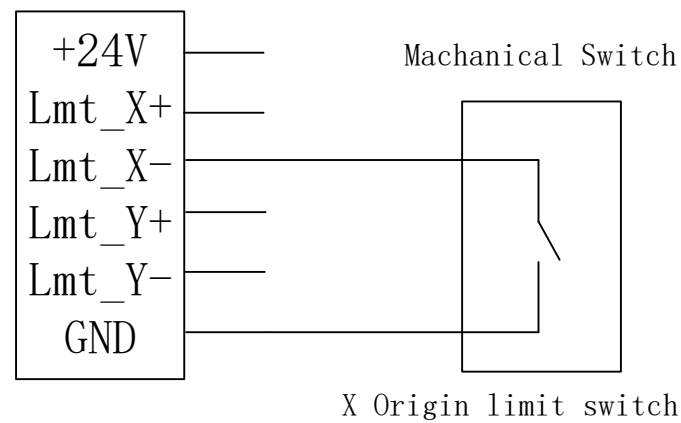 +24V
Machanical Switch
Lmt_X+
Lmt_X-
Lmt_Y+
Lmt_Y-
GND
X Origin limit switch